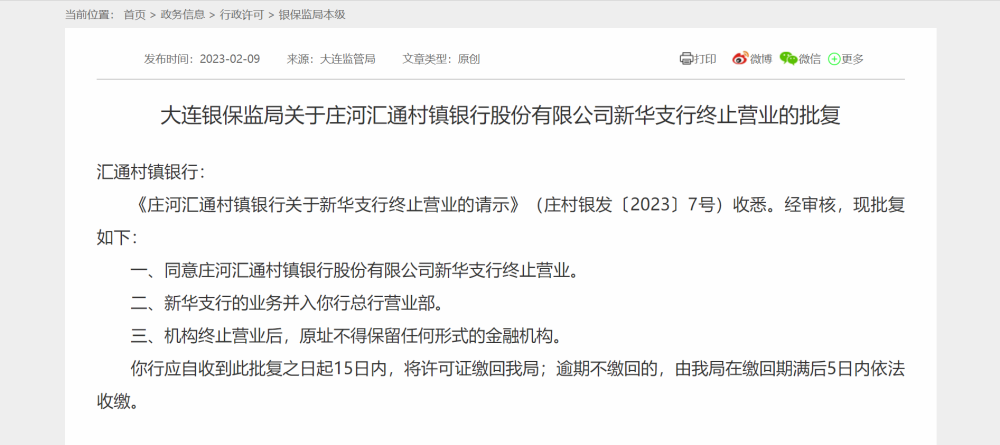 当前位置： 首页 > 政务信息 > 行政许可 > 银保监局本级
发布时间：2023-02-09 来源：大连监管局 文章类型：原创 打印 微博 微信 更多
大连银保监局关于庄河汇通村镇银行股份有限公司新华支行终止营业的批复
汇通村镇银行：
《庄河汇通村镇银行关于新华支行终止营业的请示》（庄村银发〔2023〕7号）收悉。经审核，现批复
如下：
一、同意庄河汇通村镇银行股份有限公司新华支行终止营业。
二、新华支行的业务并入你行总行营业部。
三、机构终止营业后，原址不得保留任何形式的金融机构。
你行应自收到此批复之日起15日内，将许可证缴回我局；逾期不缴回的，由我局在缴回期满后5日内依法
收缴。